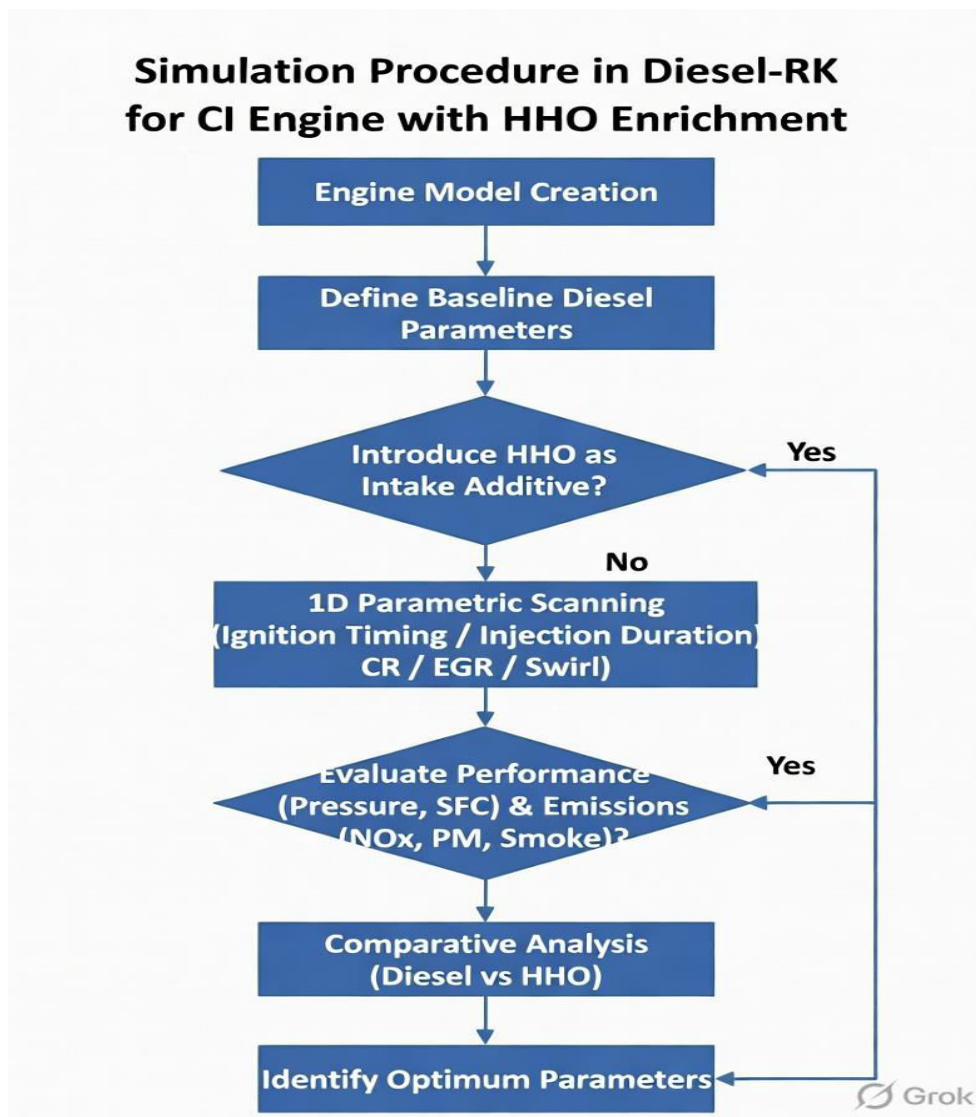 Simulation Procedure in Diesel-RK
for CI Engine with HHO Enrichment
Engine Model Creation
Define Baseline Diesel
Parameters
Introduce HHO as
Intake Additive?
Yes
No
1D Parametric Scanning
(Ignition Timing / Injection Duration)
CR / EGR / Swirl)
Evaluate Performance
(Pressure, SFC) & Emissions
(NOx, PM, Smoke)?
Yes
Comparative Analysis
(Diesel vs HHO)
Identify Optimum Parameters
Grok